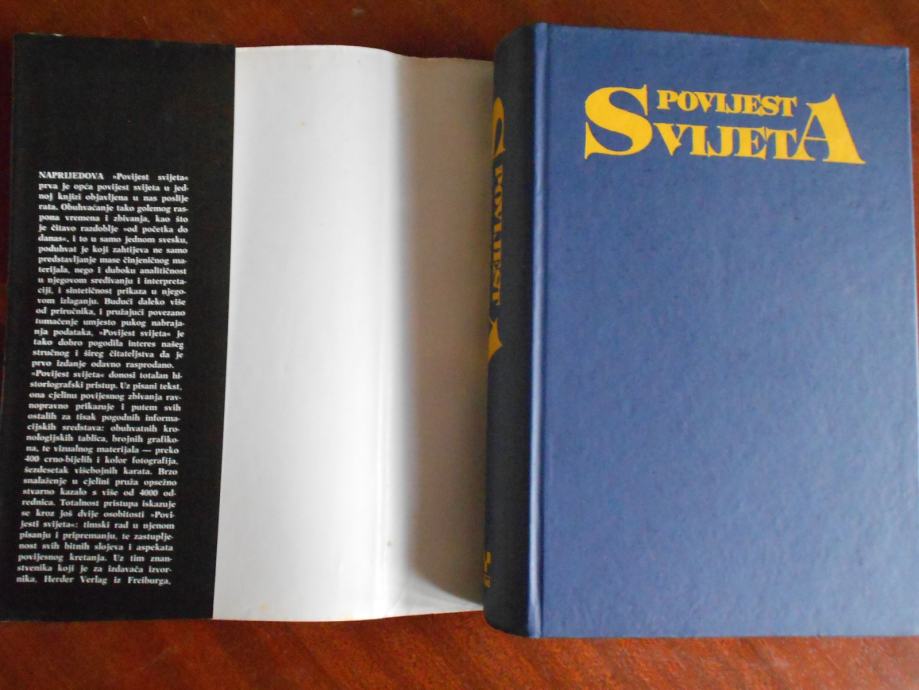 NAPRIJEDOVA »Povijest svijeta«
prva je opća povijest svijeta u jed-
noj knjizi objavljena u nas poslije
rata. Obuhvaćanje tako golemog ras-
pona vremena i zbivanja, kao što
je čitavo razdoblje »od početka do
danas«, i to u samo jednom svesku,
poduhvat je koji zahtijeva ne samo
predstavljanje mase činjeničnog ma-
terijala, nego i duboku analitičnost
u njegovom sređivanju i interpreta-
ciji, i sintetičnost prikaza u njego-
vom izlaganju. Budući daleko više
od priručnika, i pružajući povezano
tumačenje umjesto pukog nabraja-
nja podataka, »Povijest svijeta« je
tako dobro pogodila interes našeg
stručnog i šireg čitateljstva da je
prvo izdanje odavno rasprodano.
»Povijest svijeta« donosi totalan hi-
storiografski pristup. Uz pisani tekst,
ona cjelinu povijesnog zbivanja rav-
nopravno prikazuje i putem svih
ostalih za tisak pogodnih informa-
cijskih sredstava: obuhvatnih kro-
nologijskih tablica, brojnih grafiko-
na, te vizualnog materijala — preko
400 crno-bijelih i kolor fotografija,
šezdesetak višebojnih karata. Brzo
snalaženje u cjelini pruža opsežno
stvarno kazalo s više od 4000 od-
rednica. Totalnost pristupa iskazuje
se kroz još dvije osobitosti »Povi-
jesti svijeta«: timski rad u njenom
pisanju i pripremanju, te zastuplje-
nost svih bitnih slojeva i aspekata
povijesnog kretanja. Uz tim znan-
stvenika koji je za izdavača izvor-
nika, Herder Verlag iz Freiburga,
S POVIJEST A
POVIJEST
SVIJETA